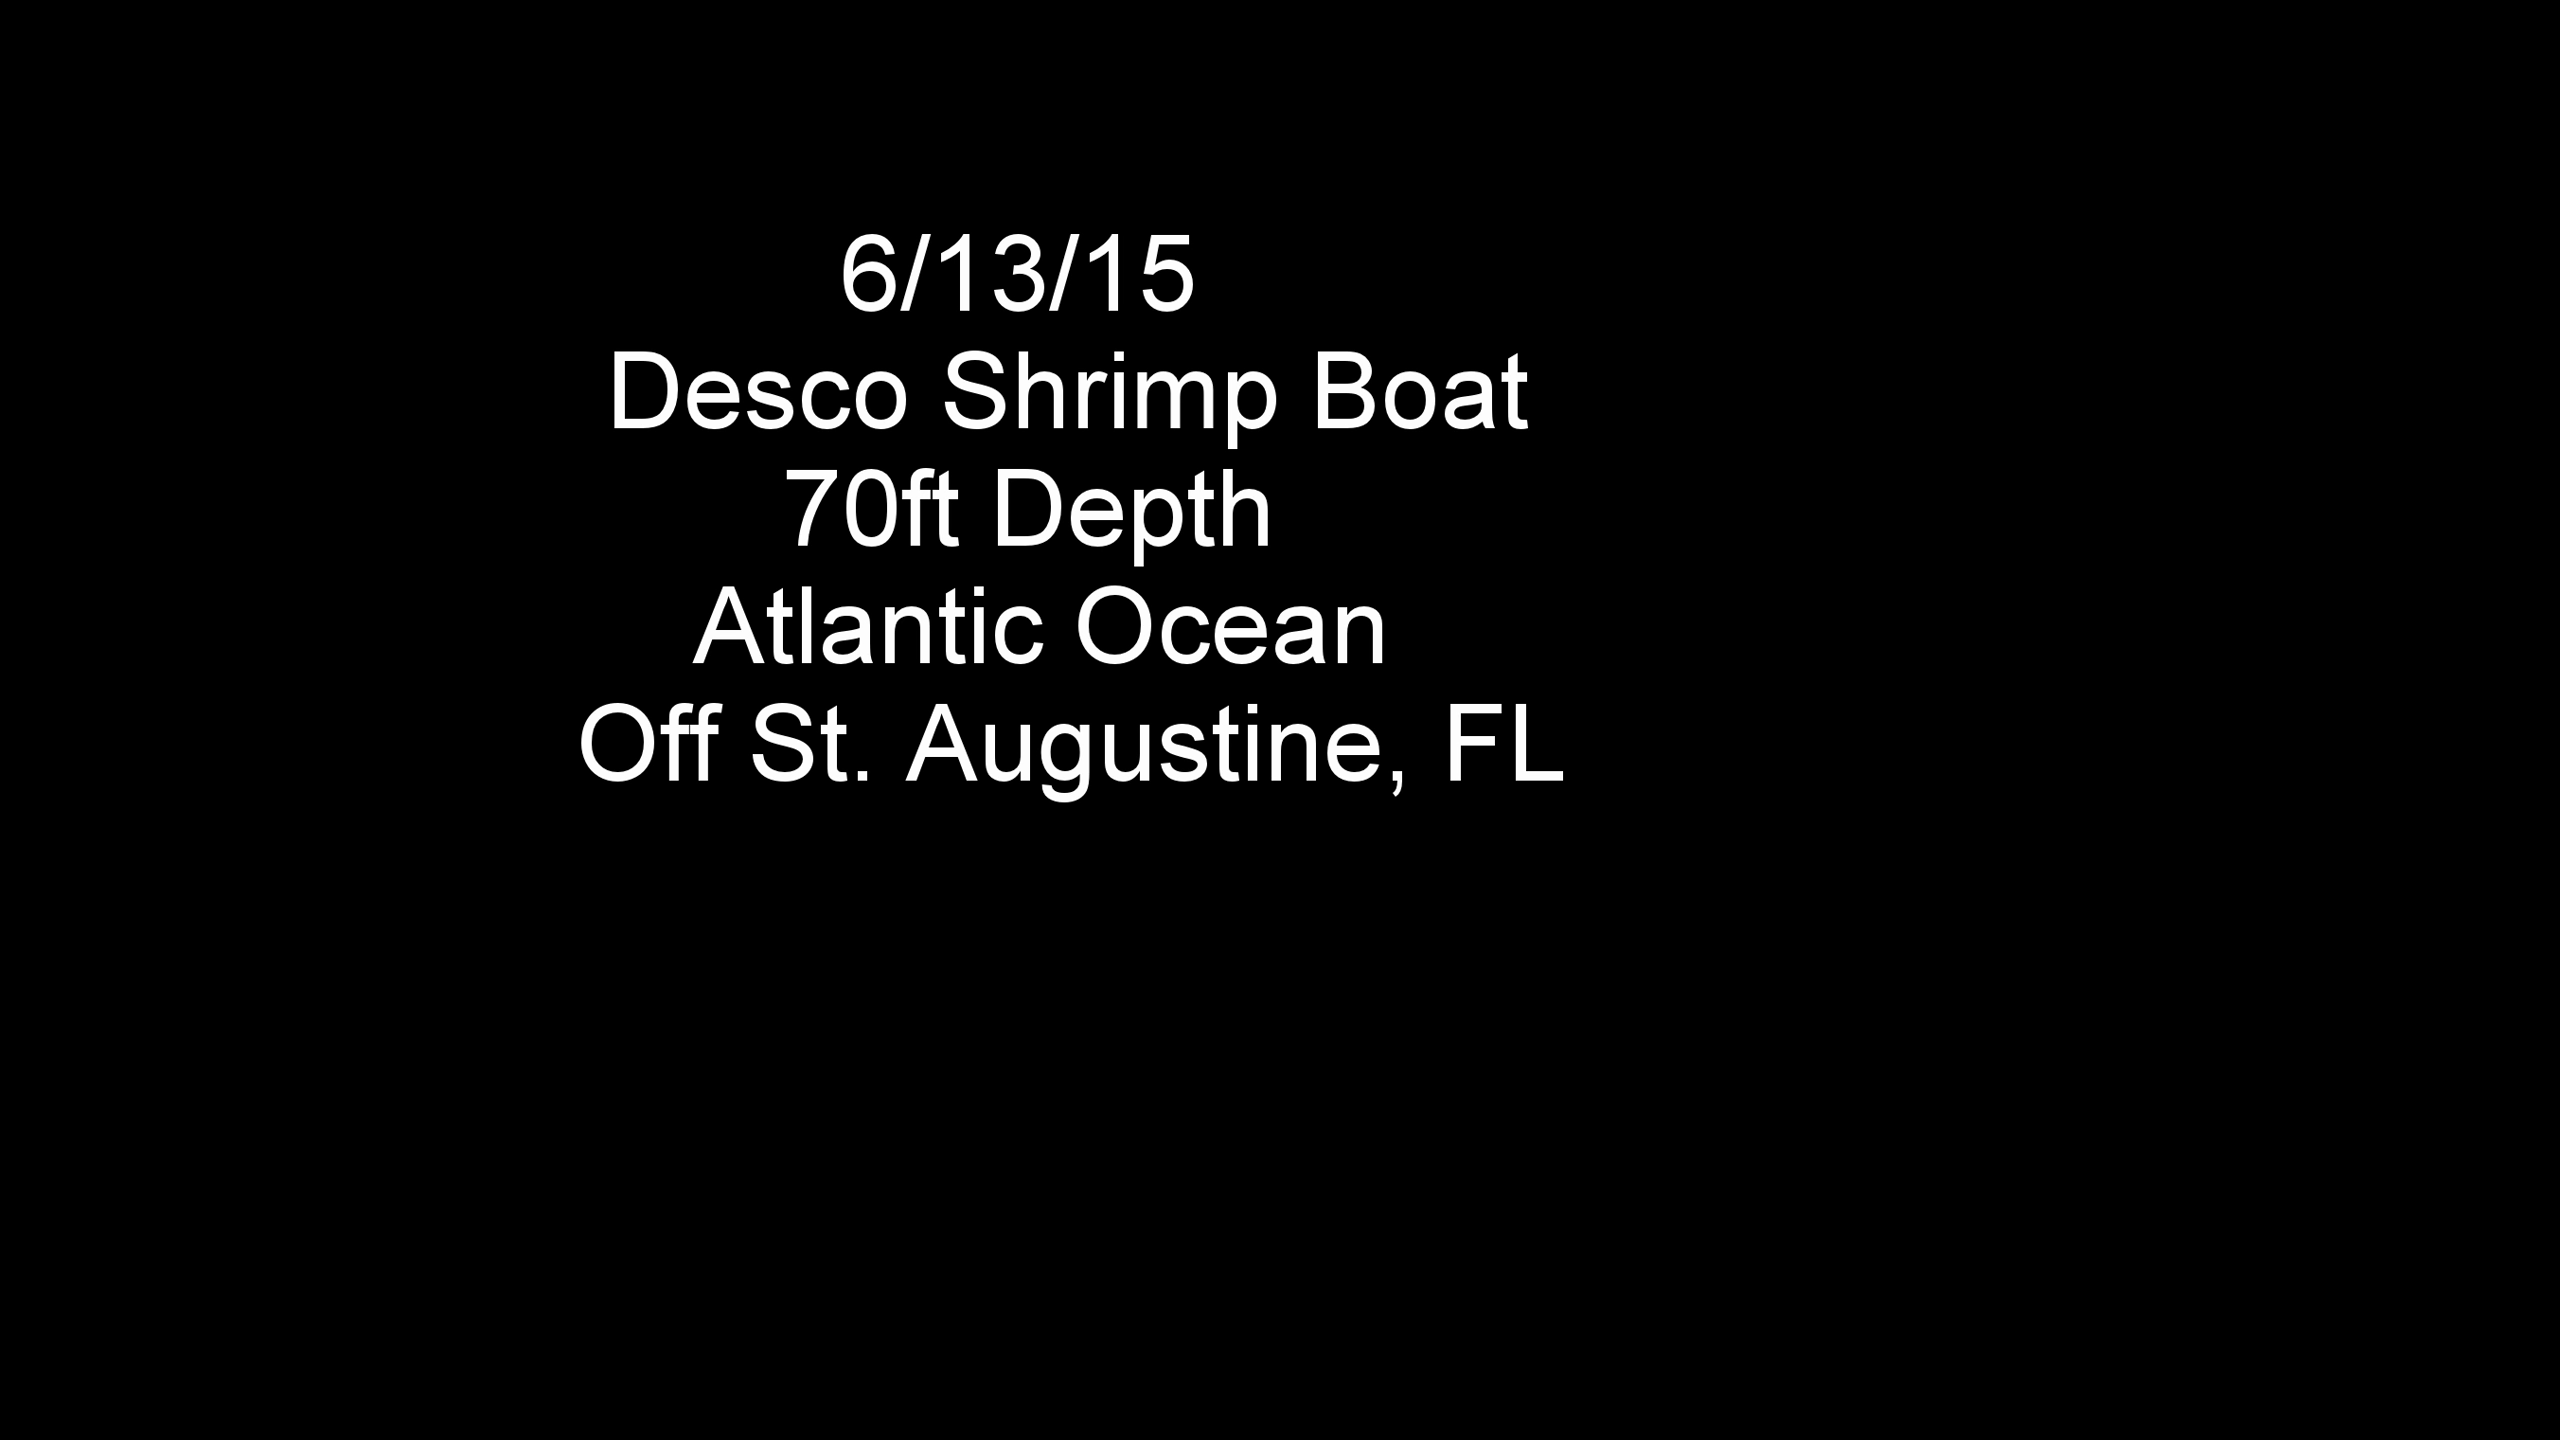 6/13/15
Desco Shrimp Boat
70ft Depth
Atlantic Ocean
Off St. Augustine, FL